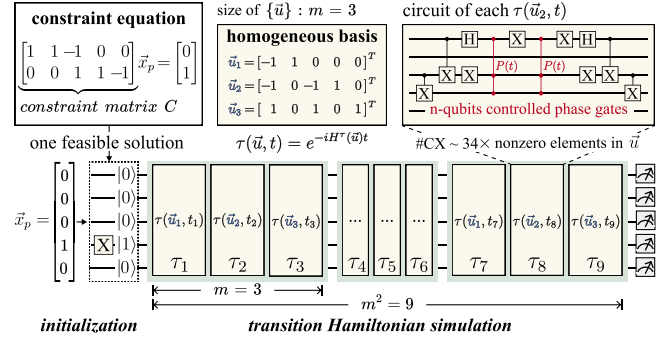 constraint equation
[1 1 -1 0 0
0 0 1 1 -1] x⃗ₚ = [0
1]
constraint matrix C
one feasible solution
size of {u⃗} : m = 3
homogeneous basis
u⃗₁=[−1 1 0 0 0]ᵀ
u⃗₂=[−1 0 −1 1 0]ᵀ
u⃗₃=[ 1 0 1 0 1]ᵀ
τ(u⃗, t) = e^{−iH^τ(u⃗)t}
circuit of each τ(u⃗₂, t)
H X X H
P(t) P(t)
X X X X
X X
n-qubits controlled phase gates
#CX ~ 34× nonzero elements in u⃗
x⃗ₚ = [0 0 0 1 0]
|0⟩
|0⟩
|0⟩
X |1⟩
|0⟩
τ(u⃗₁, t₁) τ(u⃗₂, t₂) τ(u⃗₃, t₃) ... ... ... τ(u⃗₁, t₇) τ(u⃗₂, t₈) τ(u⃗₃, t₉)
τ₁ τ₂ τ₃ τ₄ τ₅ τ₆ τ₇ τ₈ τ₉
m = 3
m² = 9
initialization
transition Hamiltonian simulation